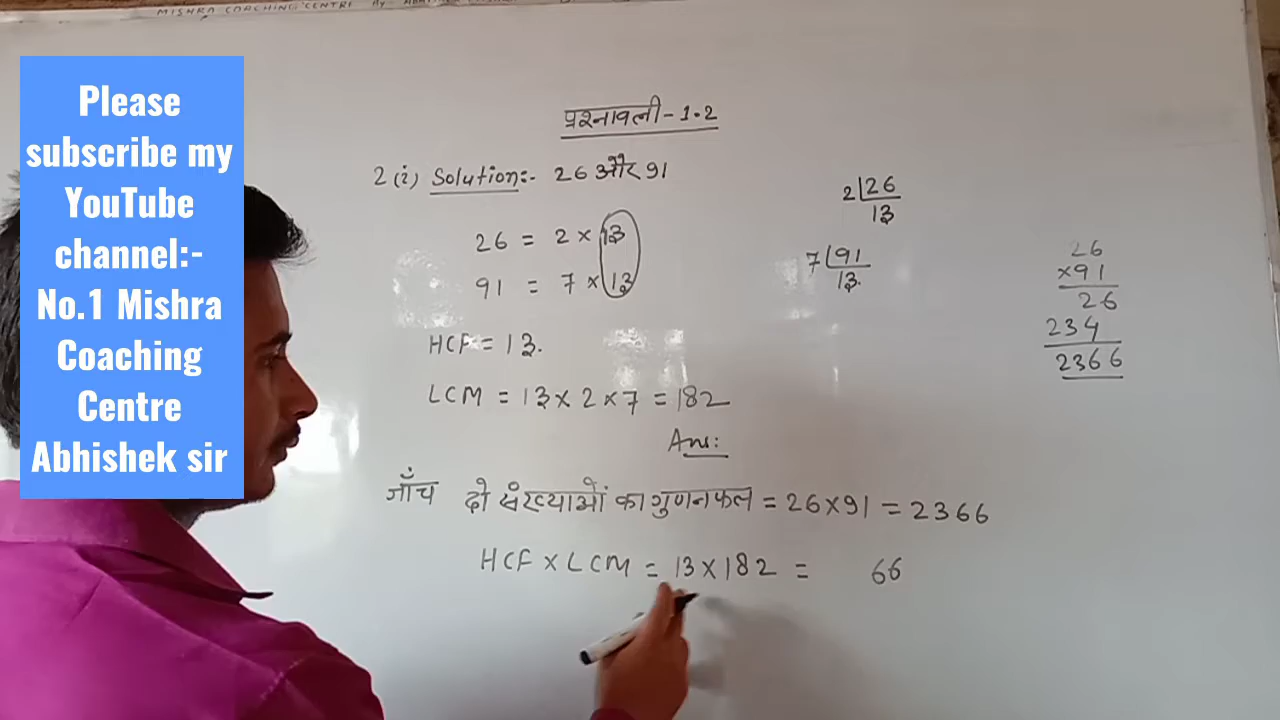 MISHRA COACHING CENTRE By
Please
subscribe my
YouTube
channel:-
No.1 Mishra
Coaching
Centre
Abhishek sir
प्रश्नावली-1.2
2(i) Solution:- 26 और 91
26 = 2 × 13
91 = 7 × 13
HCF = 13.
LCM = 13 × 2 × 7 = 182
Ans:
2 26
13
7 91
13
26
×91
26
234
2366
जाँच दो संख्याओं का गुणनफल = 26×91 = 2366
HCF × LCM = 13×182 = 66